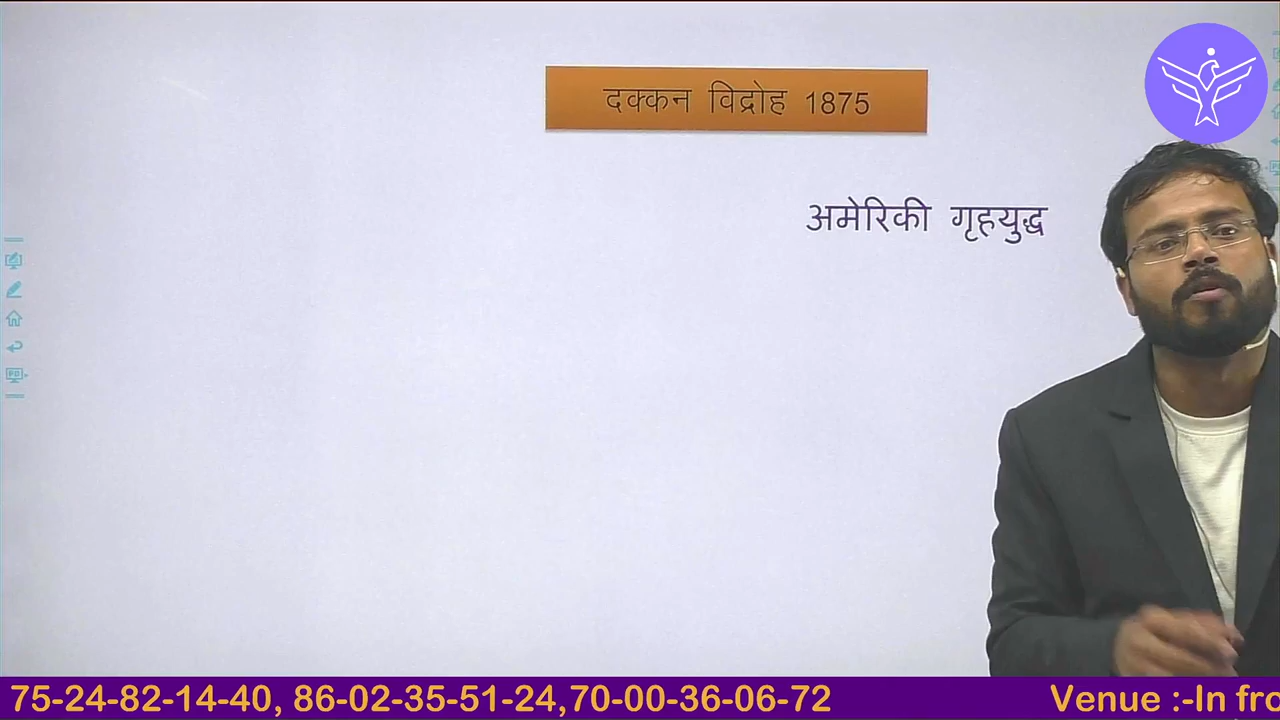 दक्कन विद्रोह 1875
अमेरिकी गृहयुद्ध
75-24-82-14-40, 86-02-35-51-24,70-00-36-06-72
Venue :-In fro